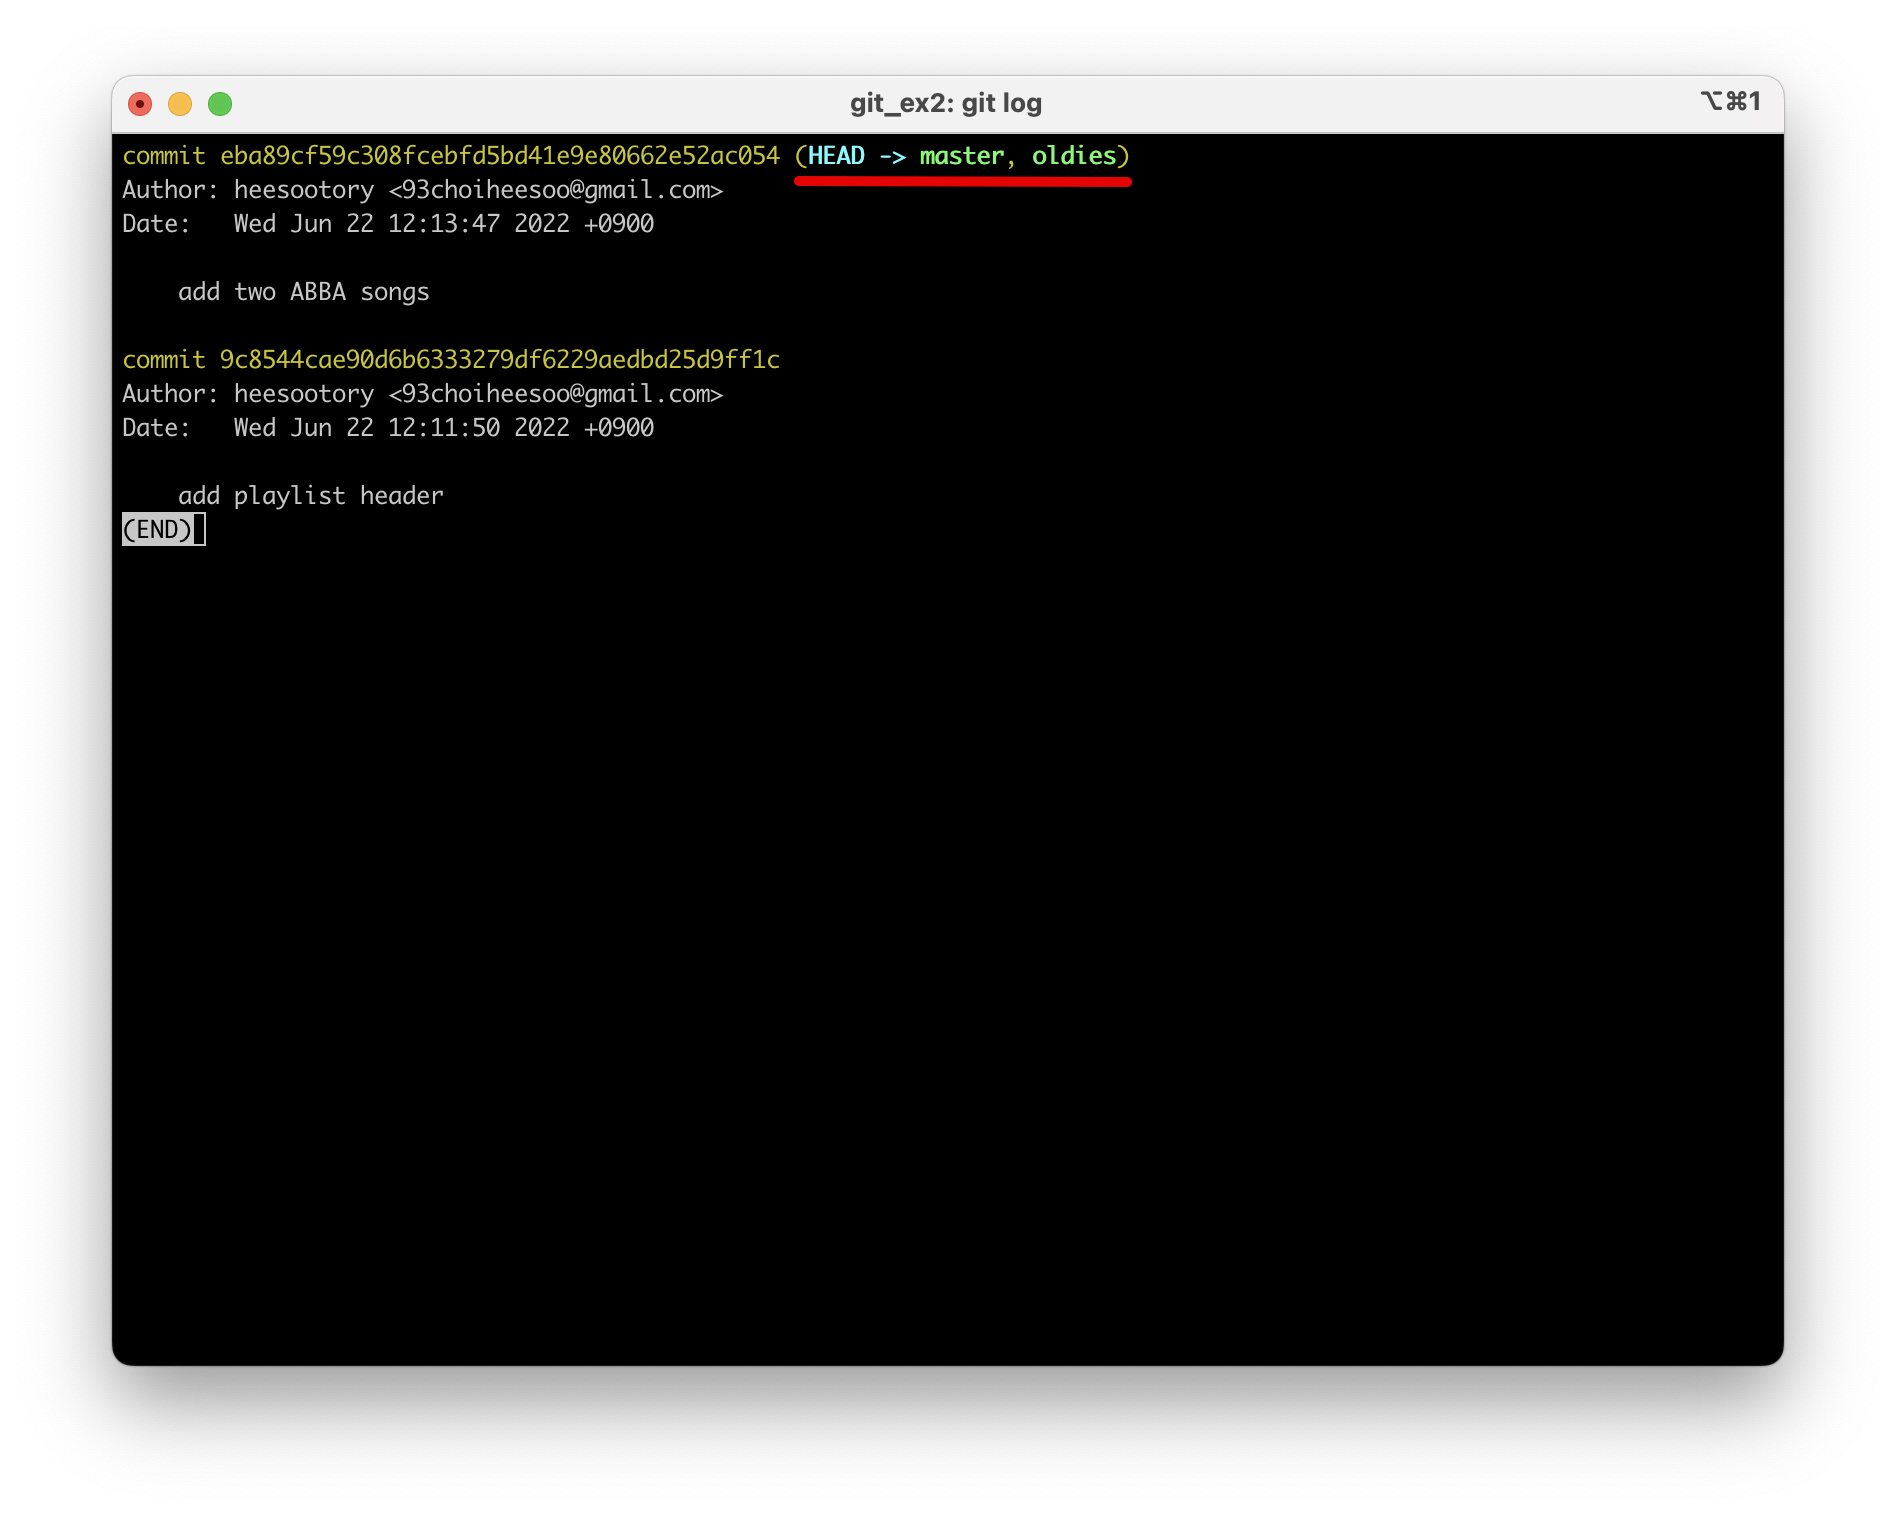 git_ex2: git log
⌥⌘1
commit eba89cf59c308fcebfd5bd41e9e80662e52ac054 (HEAD -> master, oldies)
Author: heesootory <93choiheesoo@gmail.com>
Date:   Wed Jun 22 12:13:47 2022 +0900
    add two ABBA songs
commit 9c8544cae90d6b6333279df6229aedbd25d9ff1c
Author: heesootory <93choiheesoo@gmail.com>
Date:   Wed Jun 22 12:11:50 2022 +0900
    add playlist header
(END)